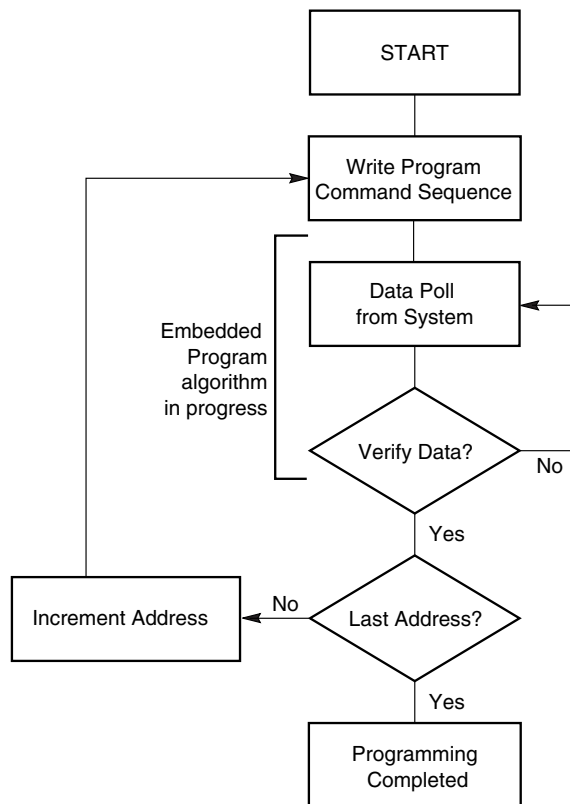 START
Write Program
Command Sequence
Data Poll
from System
Embedded
Program
algorithm
in progress
Verify Data?
No
Yes
Increment Address
No
Last Address?
Yes
Programming
Completed